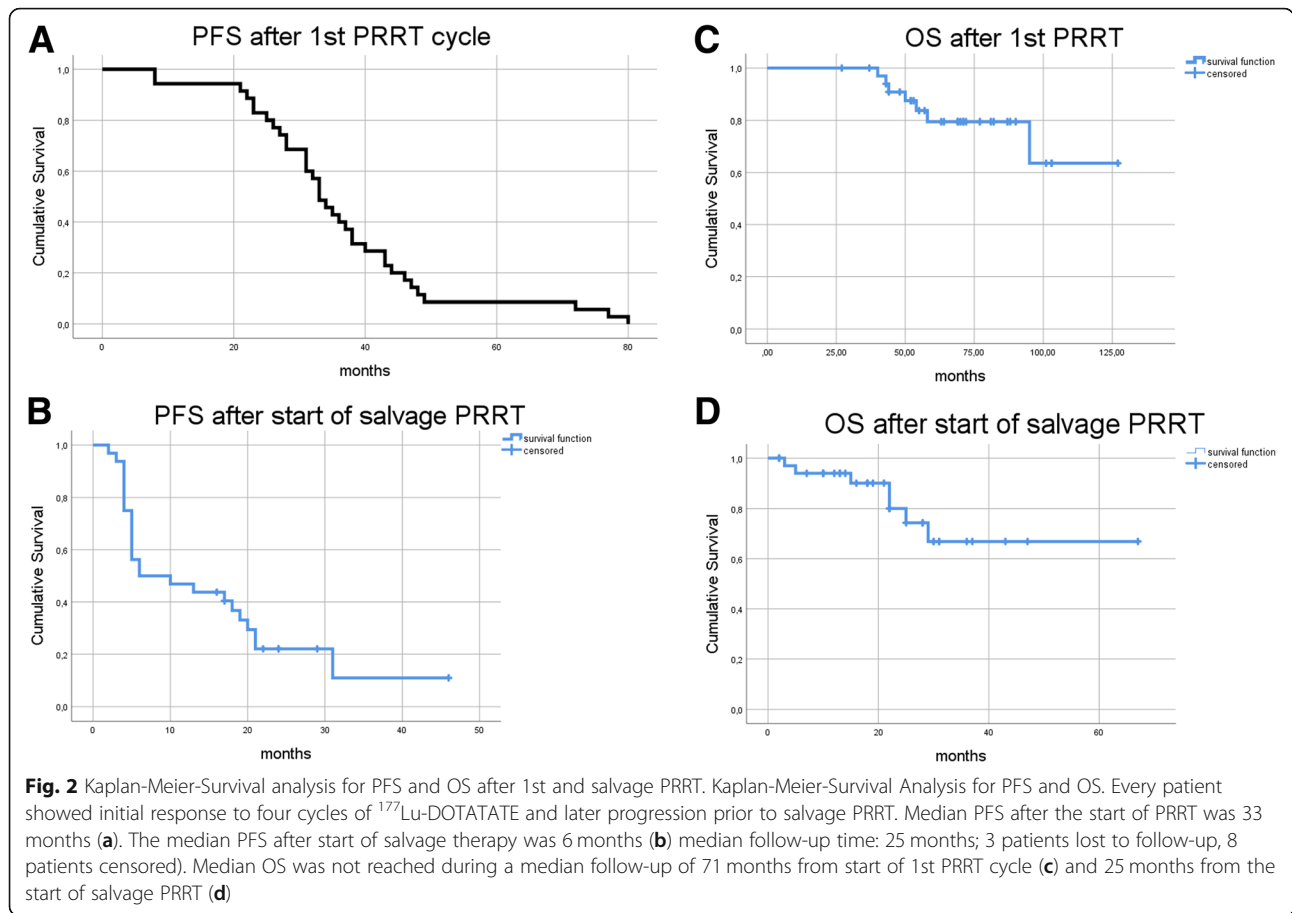 A
PFS after 1st PRRT cycle
Cumulative Survival
1,0
0,8
0,6
0,4
0,2
0,0
0 20 40 60 80
months
C
OS after 1st PRRT
survival function
censored
Cumulative Survival
1,0
0,8
0,6
0,4
0,2
0,0
,00 25,00 50,00 75,00 100,00 125,00
months
B
PFS after start of salvage PRRT
survival function
censored
Cumulative Survival
1,0
0,8
0,6
0,4
0,2
0,0
0 10 20 30 40 50
months
D
OS after start of salvage PRRT
survival function
censored
Cumulative Survival
1,0
0,8
0,6
0,4
0,2
0,0
0 20 40 60
months
Fig. 2 Kaplan-Meier-Survival analysis for PFS and OS after 1st and salvage PRRT. Kaplan-Meier-Survival Analysis for PFS and OS. Every patient
showed initial response to four cycles of ¹⁷⁷Lu-DOTATATE and later progression prior to salvage PRRT. Median PFS after the start of PRRT was 33
months (a). The median PFS after start of salvage therapy was 6 months (b) median follow-up time: 25 months; 3 patients lost to follow-up, 8
patients censored). Median OS was not reached during a median follow-up of 71 months from start of 1st PRRT cycle (c) and 25 months from the
start of salvage PRRT (d)